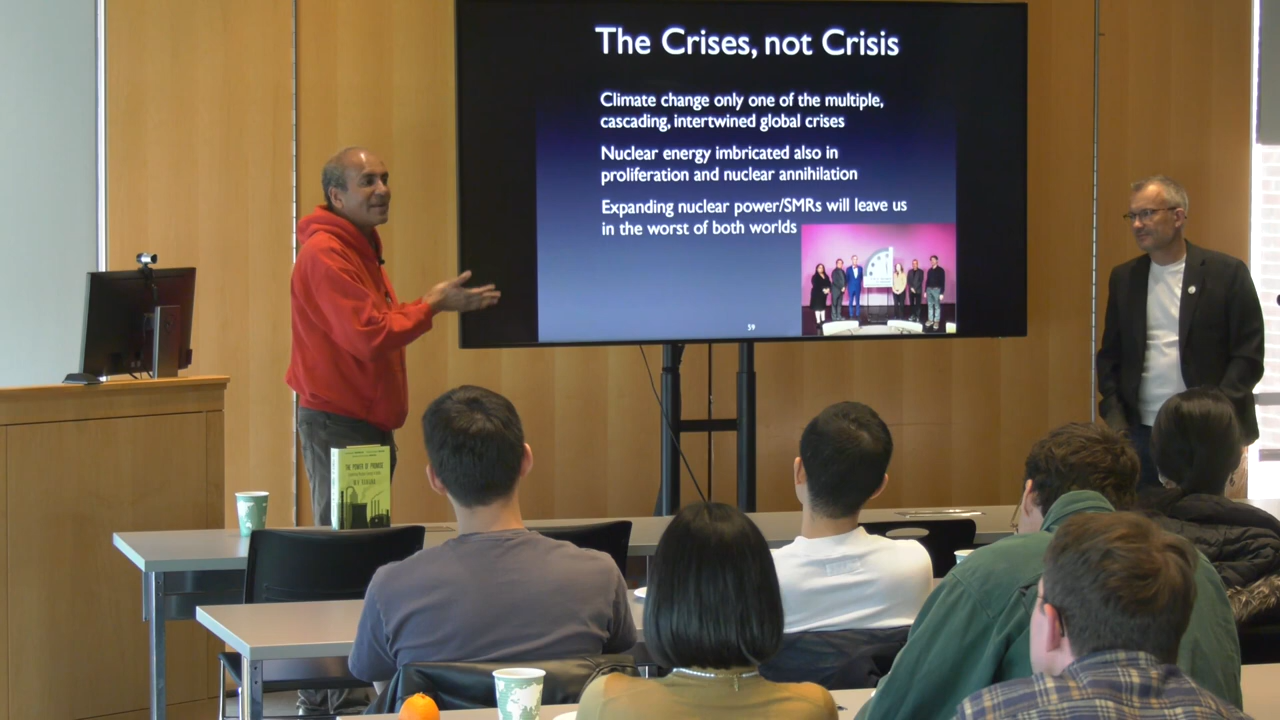 The Crises, not Crisis
Climate change only one of the multiple,
cascading, intertwined global crises
Nuclear energy imbricated also in
proliferation and nuclear annihilation
Expanding nuclear power/SMRs will leave us
in the worst of both worlds
59
THE POWER OF PROMISE
M.V. RAMANA